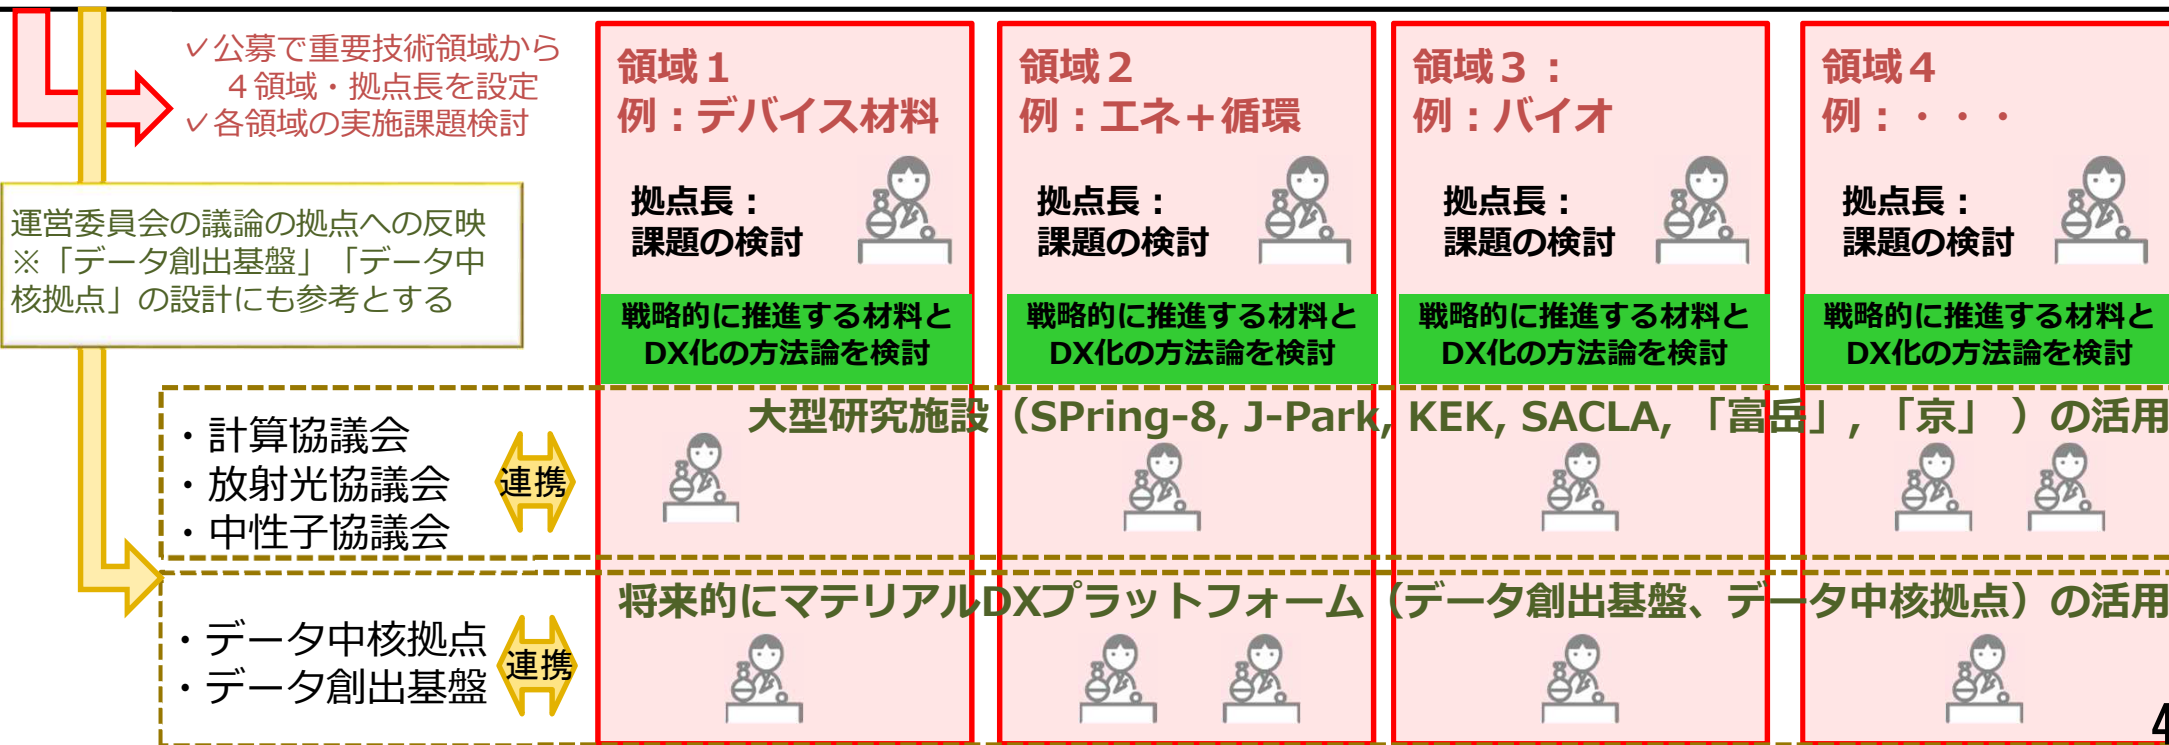 ✓公募で重要技術領域から
４領域・拠点長を設定
✓各領域の実施課題検討
運営委員会の議論の拠点への反映
※「データ創出基盤」「データ中
核拠点」の設計にも参考とする
領域１
例：デバイス材料
拠点長：
課題の検討
戦略的に推進する材料と
DX化の方法論を検討
領域２
例：エネ＋循環
拠点長：
課題の検討
戦略的に推進する材料と
DX化の方法論を検討
領域３：
例：バイオ
拠点長：
課題の検討
戦略的に推進する材料と
DX化の方法論を検討
領域４
例：・・・
拠点長：
課題の検討
戦略的に推進する材料と
DX化の方法論を検討
大型研究施設（SPring-8, J-Park, KEK, SACLA, 「富岳」, 「京」 ）の活用
・計算協議会
・放射光協議会
・中性子協議会
連携
将来的にマテリアルDXプラットフォーム（データ創出基盤、データ中核拠点）の活用
・データ中核拠点
・データ創出基盤
連携
4